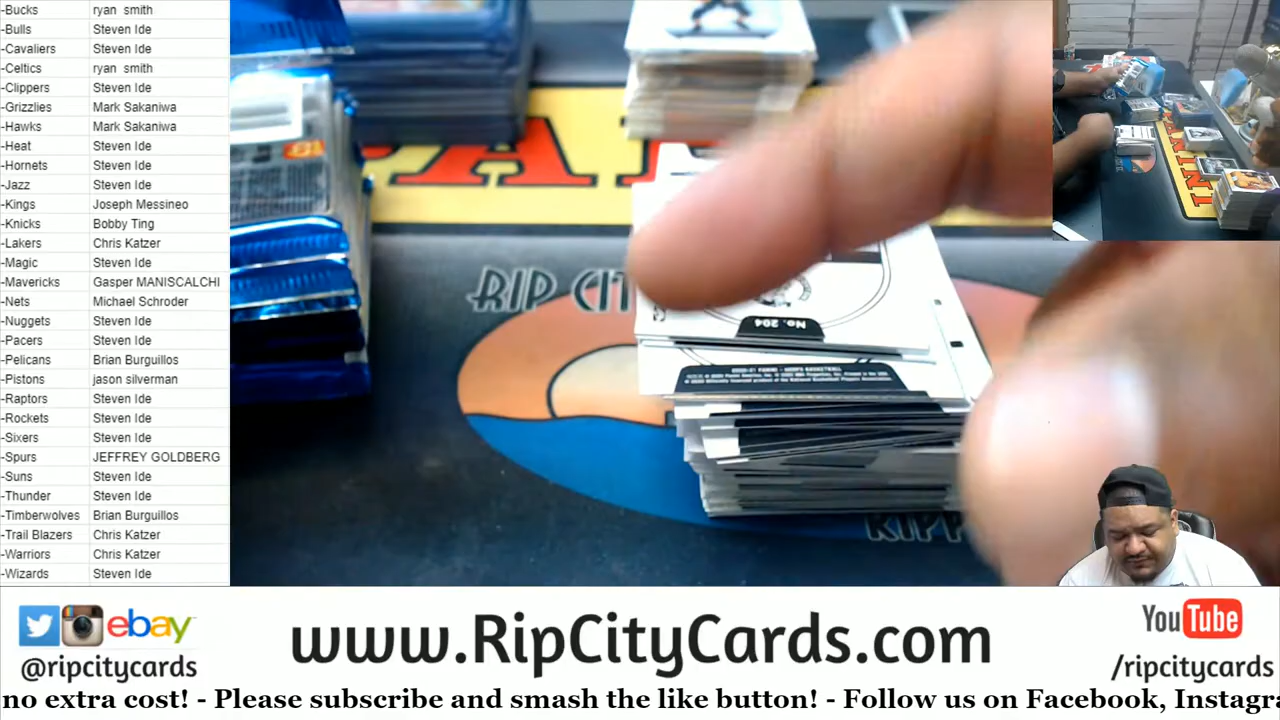 -Bucks ryan smith
-Bulls Steven Ide
-Cavaliers Steven Ide
-Celtics ryan smith
-Clippers Steven Ide
-Grizzlies Mark Sakaniwa
-Hawks Mark Sakaniwa
-Heat Steven Ide
-Hornets Steven Ide
-Jazz Steven Ide
-Kings Joseph Messineo
-Knicks Bobby Ting
-Lakers Chris Katzer
-Magic Steven Ide
-Mavericks Gasper MANISCALCHI
-Nets Michael Schroder
-Nuggets Steven Ide
-Pacers Steven Ide
-Pelicans Brian Burguillos
-Pistons jason silverman
-Raptors Steven Ide
-Rockets Steven Ide
-Sixers Steven Ide
-Spurs JEFFREY GOLDBERG
-Suns Steven Ide
-Thunder Steven Ide
-Timberwolves Brian Burguillos
-Trail Blazers Chris Katzer
-Warriors Chris Katzer
-Wizards Steven Ide
RIP CIT
No. 204
RIPP
ebay
@ripcitycards
www.RipCityCards.com
YouTube
/ripcitycards
no extra cost! - Please subscribe and smash the like button! - Follow us on Facebook, Instagra